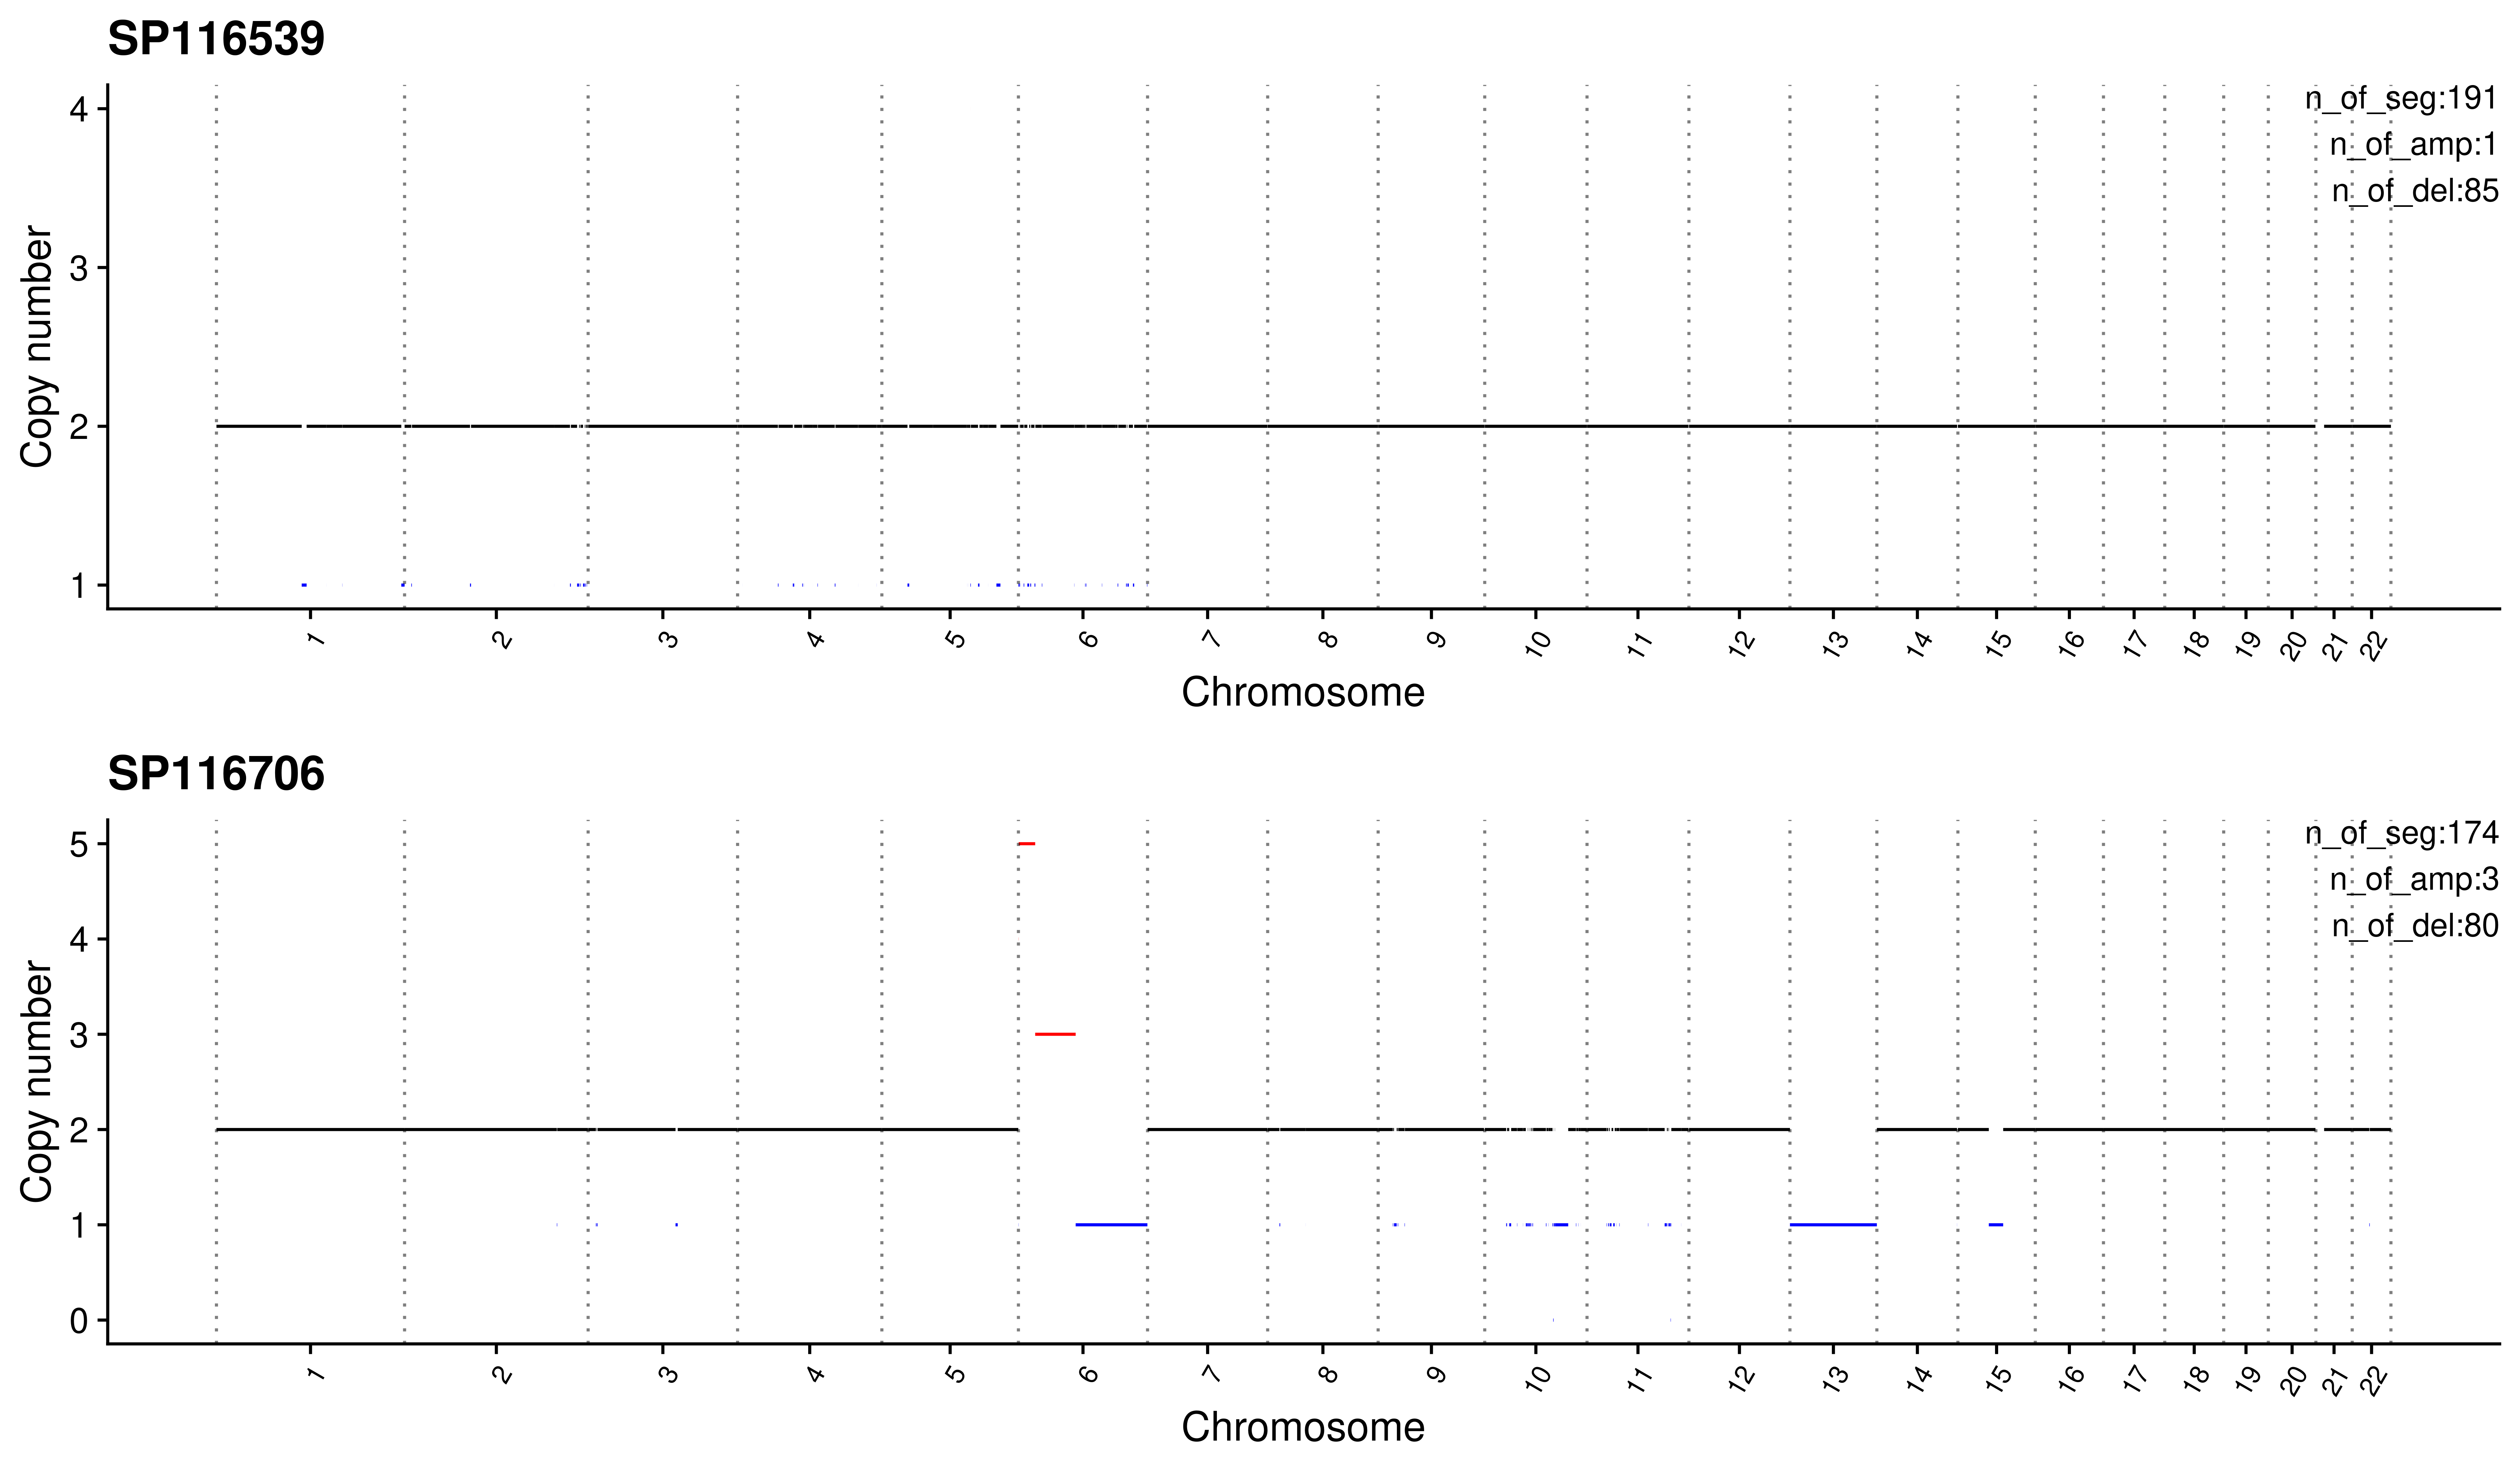 SP116539
n_of_seg:191
n_of_amp:1
n_of_del:85
4
3
2
1
Copy number
1 2 3 4 5 6 7 8 9 10 11 12 13 14 15 16 17 18 19 20 21 22
Chromosome
SP116706
n_of_seg:174
n_of_amp:3
n_of_del:80
5
4
3
2
1
0
Copy number
1 2 3 4 5 6 7 8 9 10 11 12 13 14 15 16 17 18 19 20 21 22
Chromosome